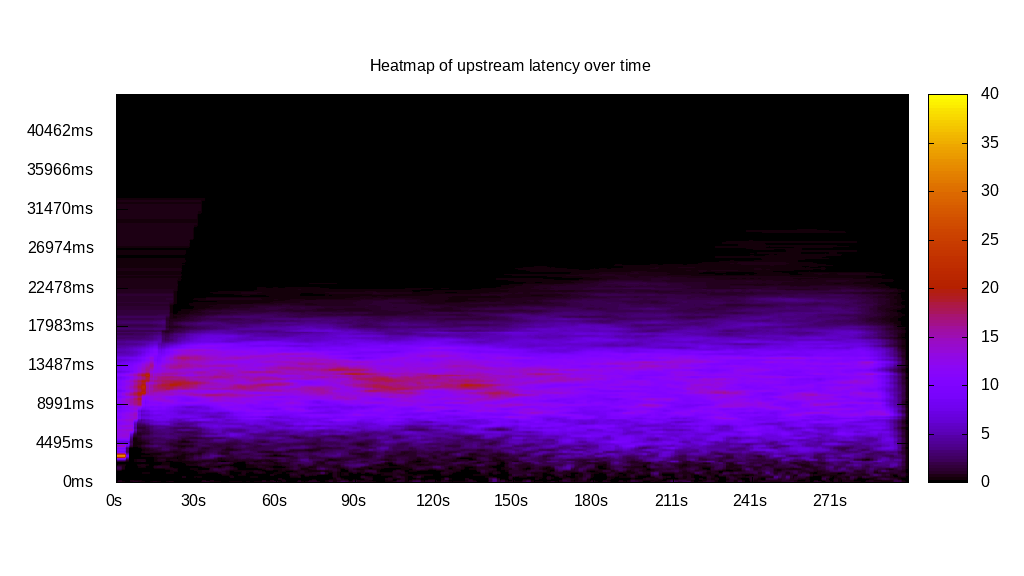 Heatmap of upstream latency over time
40462ms
35966ms
31470ms
26974ms
22478ms
17983ms
13487ms
8991ms
4495ms
0ms
0s 30s 60s 90s 120s 150s 180s 211s 241s 271s
40
35
30
25
20
15
10
5
0